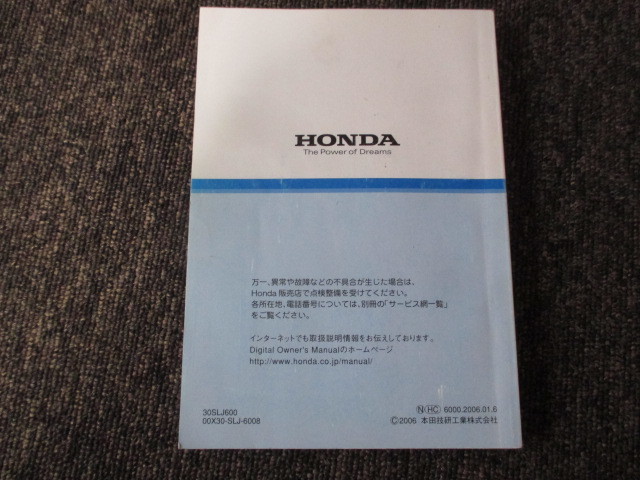 HONDA
The Power of Dreams
万一、異常や故障などの不具合が生じた場合は、
Honda 販売店で点検整備を受けてください。
各所在地、電話番号については、別冊の「サービス網一覧」
をご覧ください。
インターネットでも取扱説明情報をお伝えしております。
Digital Owner's Manualのホームページ
http://www.honda.co.jp/manual/
30SLJ600
00X30-SLJ-6008
Ⓝ HC 6000.2006.01.6
©2006 本田技研工業株式会社